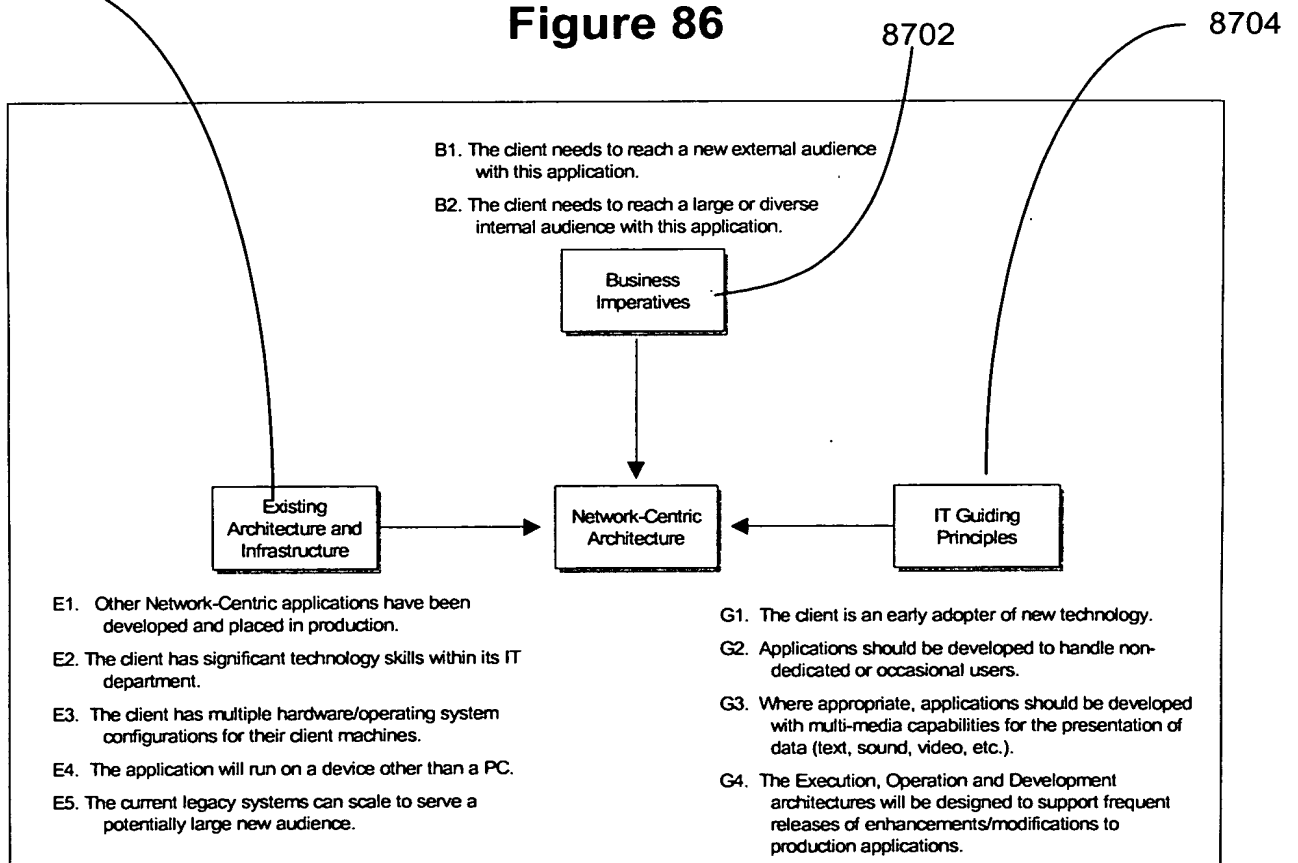 Figure 86
8702
8704
B1. The client needs to reach a new external audience
with this application.
B2. The client needs to reach a large or diverse
internal audience with this application.
Business
Imperatives
Existing
Architecture and
Infrastructure
Network-Centric
Architecture
IT Guiding
Principles
E1. Other Network-Centric applications have been
developed and placed in production.
E2. The client has significant technology skills within its IT
department.
E3. The client has multiple hardware/operating system
configurations for their client machines.
E4. The application will run on a device other than a PC.
E5. The current legacy systems can scale to serve a
potentially large new audience.
G1. The client is an early adopter of new technology.
G2. Applications should be developed to handle non-
dedicated or occasional users.
G3. Where appropriate, applications should be developed
with multi-media capabilities for the presentation of
data (text, sound, video, etc.).
G4. The Execution, Operation and Development
architectures will be designed to support frequent
releases of enhancements/modifications to
production applications.